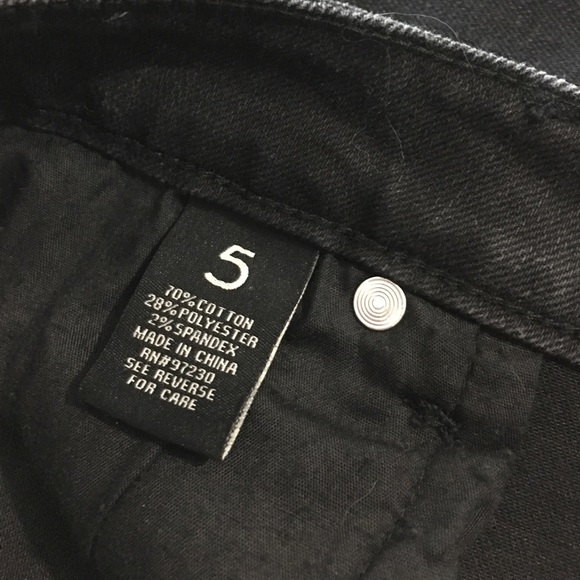 5
70% COTTON
28% POLYESTER
2% SPANDEX
MADE IN CHINA
RN#97230
SEE REVERSE
FOR CARE